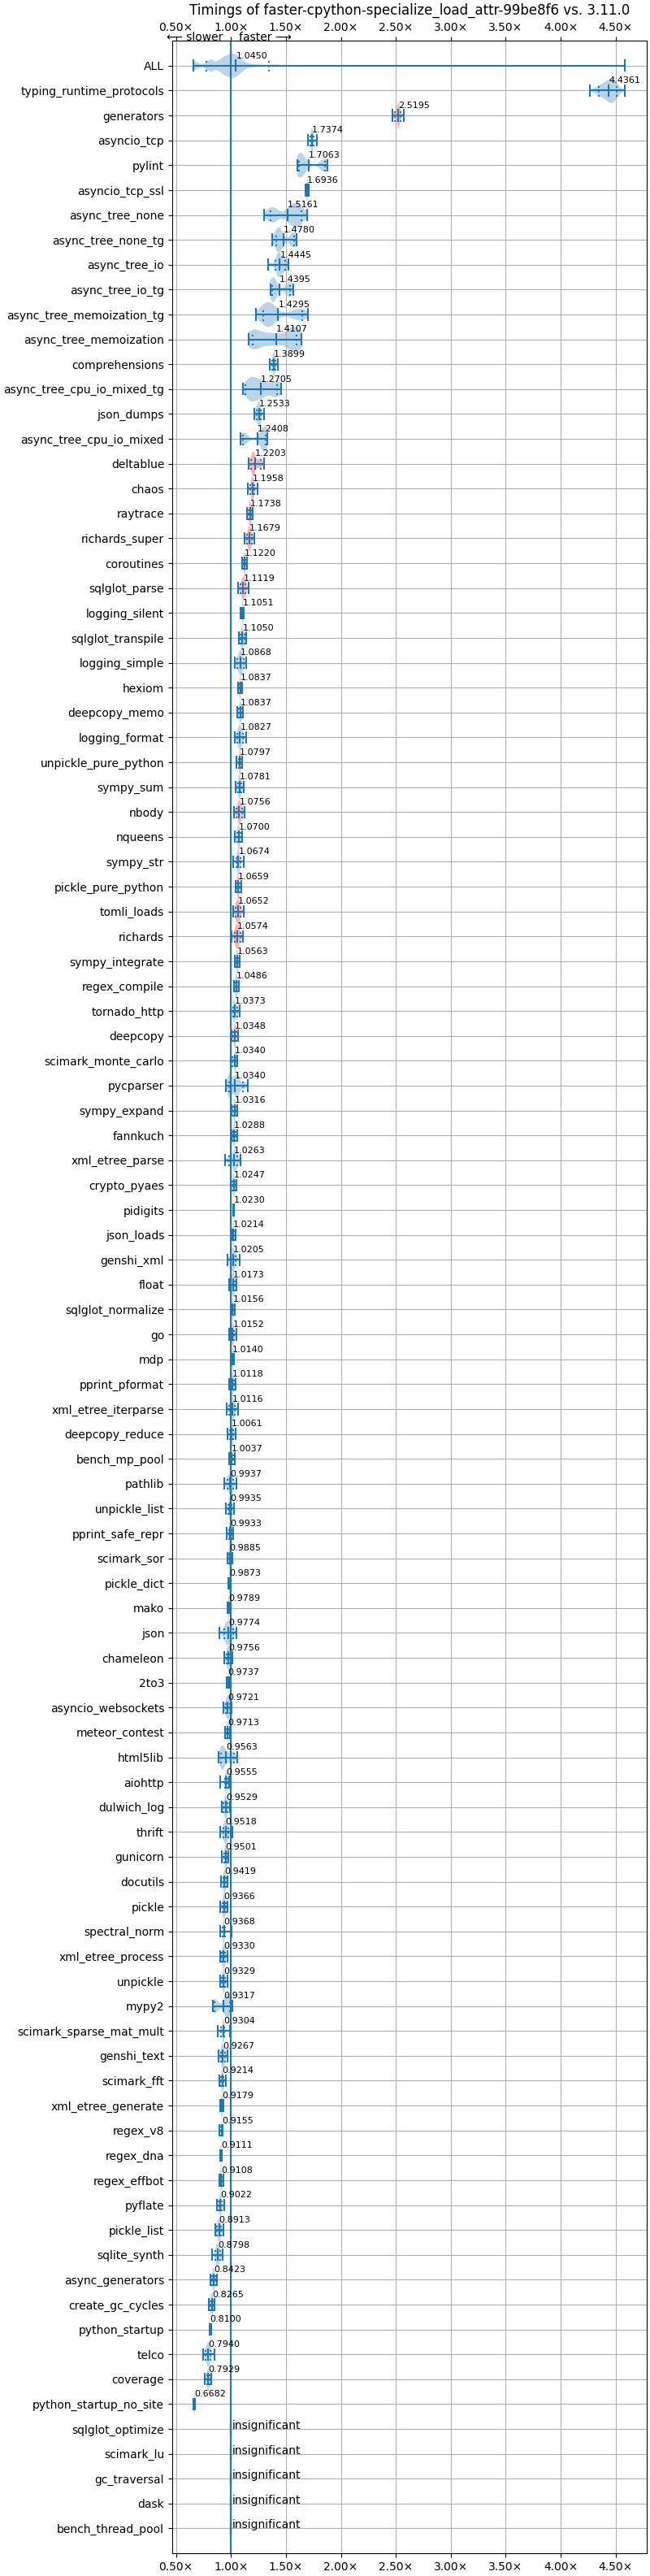 Timings of faster-cpython-specialize_load_attr-99be8f6 vs. 3.11.0
0.50× 1.00× 1.50× 2.00× 2.50× 3.00× 3.50× 4.00× 4.50×
⟵ slower faster ⟶
ALL 1.0450
typing_runtime_protocols 4.4361
generators 2.5195
asyncio_tcp 1.7374
pylint 1.7063
asyncio_tcp_ssl 1.6936
async_tree_none 1.5161
async_tree_none_tg 1.4780
async_tree_io 1.4445
async_tree_io_tg 1.4395
async_tree_memoization_tg 1.4295
async_tree_memoization 1.4107
comprehensions 1.3899
async_tree_cpu_io_mixed_tg 1.2705
json_dumps 1.2533
async_tree_cpu_io_mixed 1.2408
deltablue 1.2203
chaos 1.1958
raytrace 1.1738
richards_super 1.1679
coroutines 1.1220
sqlglot_parse 1.1119
logging_silent 1.1051
sqlglot_transpile 1.1050
logging_simple 1.0868
hexiom 1.0837
deepcopy_memo 1.0837
logging_format 1.0827
unpickle_pure_python 1.0797
sympy_sum 1.0781
nbody 1.0756
nqueens 1.0700
sympy_str 1.0674
pickle_pure_python 1.0659
tomli_loads 1.0652
richards 1.0574
sympy_integrate 1.0563
regex_compile 1.0486
tornado_http 1.0373
deepcopy 1.0348
scimark_monte_carlo 1.0340
pycparser 1.0340
sympy_expand 1.0316
fannkuch 1.0288
xml_etree_parse 1.0263
crypto_pyaes 1.0247
pidigits 1.0230
json_loads 1.0214
genshi_xml 1.0205
float 1.0173
sqlglot_normalize 1.0156
go 1.0152
mdp 1.0140
pprint_pformat 1.0118
xml_etree_iterparse 1.0116
deepcopy_reduce 1.0061
bench_mp_pool 1.0037
pathlib 0.9937
unpickle_list 0.9935
pprint_safe_repr 0.9933
scimark_sor 0.9885
pickle_dict 0.9873
mako 0.9789
json 0.9774
chameleon 0.9756
2to3 0.9737
asyncio_websockets 0.9721
meteor_contest 0.9713
html5lib 0.9563
aiohttp 0.9555
dulwich_log 0.9529
thrift 0.9518
gunicorn 0.9501
docutils 0.9419
pickle 0.9366
spectral_norm 0.9368
xml_etree_process 0.9330
unpickle 0.9329
mypy2 0.9317
scimark_sparse_mat_mult 0.9304
genshi_text 0.9267
scimark_fft 0.9214
xml_etree_generate 0.9179
regex_v8 0.9155
regex_dna 0.9111
regex_effbot 0.9108
pyflate 0.9022
pickle_list 0.8913
sqlite_synth 0.8798
async_generators 0.8423
create_gc_cycles 0.8265
python_startup 0.8100
telco 0.7940
coverage 0.7929
python_startup_no_site 0.6682
sqlglot_optimize insignificant
scimark_lu insignificant
gc_traversal insignificant
dask insignificant
bench_thread_pool insignificant
0.50× 1.00× 1.50× 2.00× 2.50× 3.00× 3.50× 4.00× 4.50×